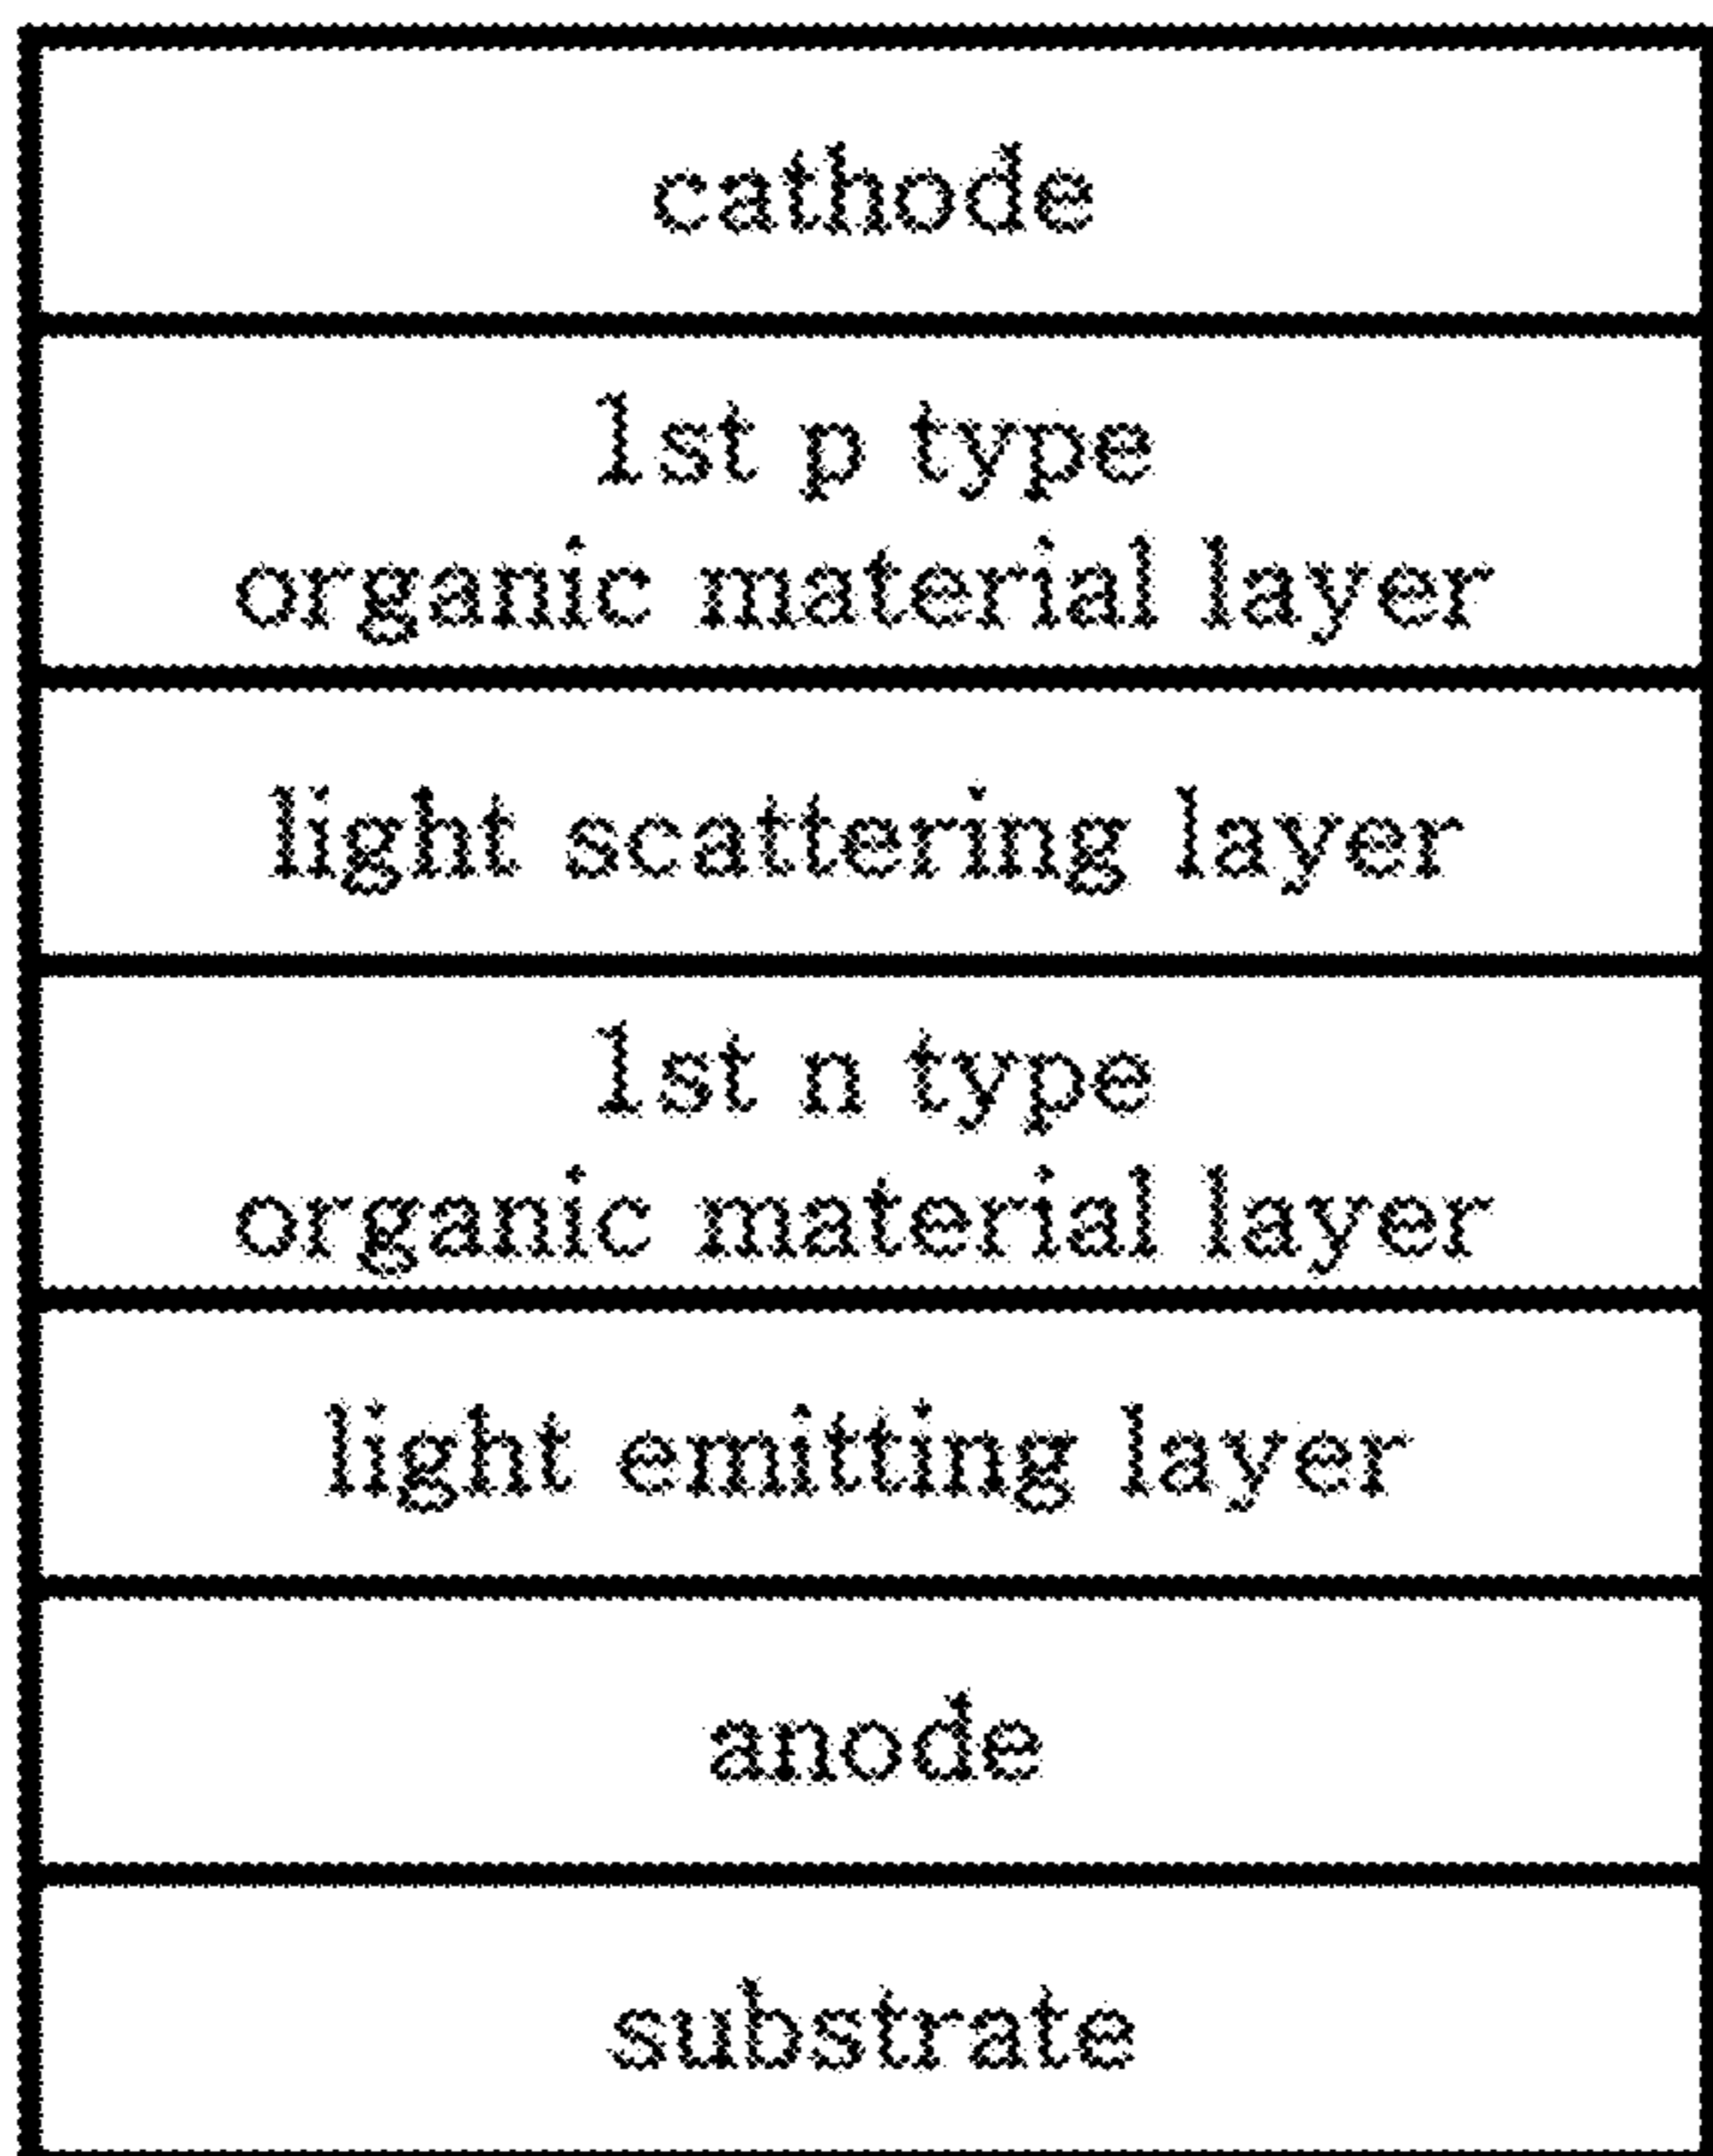 cathode
1st p type
organic material layer
light scattering layer
1st n type
organic material layer
light emitting layer
anode
substrate